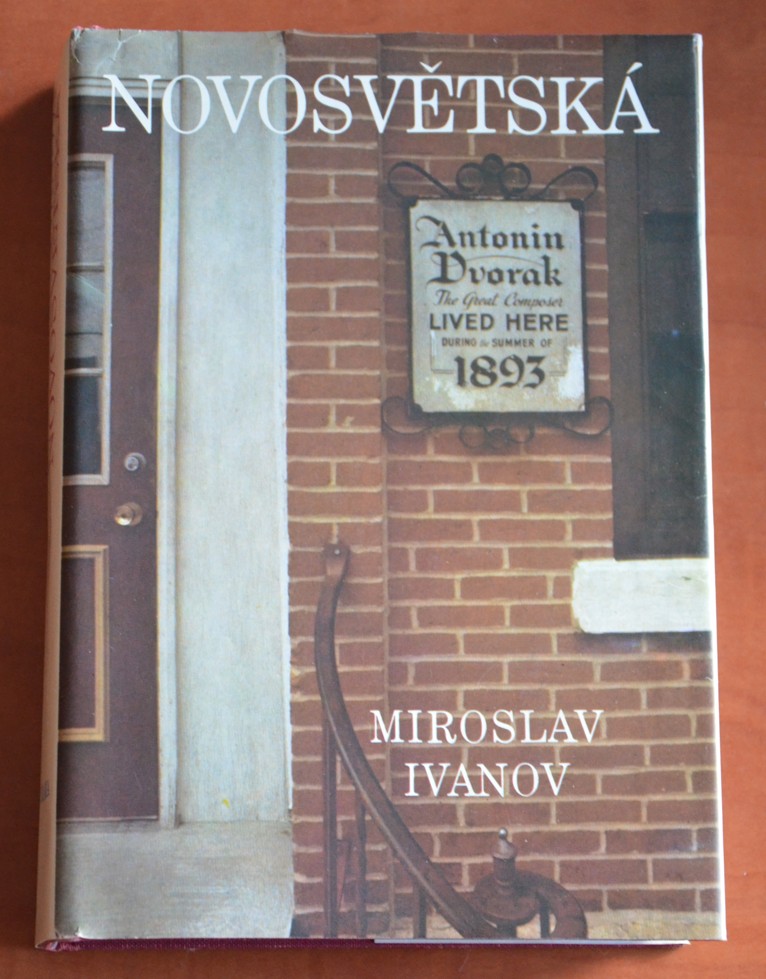 NOVOSVĚTSKÁ
Antonin
Dvorak
The Great Composer
LIVED HERE
DURING the SUMMER OF
1893
MIROSLAV
IVANOV